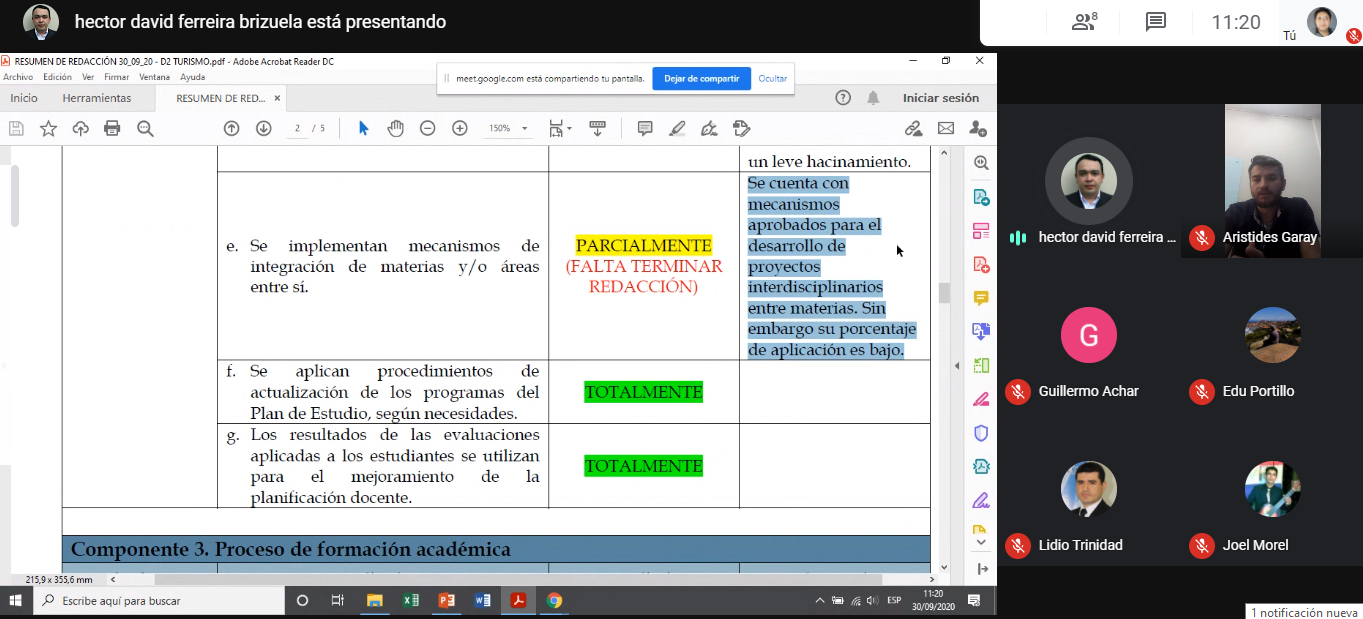 hector david ferreira brizuela está presentando
8
11:20
Tú
RESUMEN DE REDACCIÓN 30_09_20 - D2 TURISMO.pdf - Adobe Acrobat Reader DC
Archivo Edición Ver Firmar Ventana Ayuda
meet.google.com está compartiendo tu pantalla.
Dejar de compartir
Ocultar
Inicio
Herramientas
RESUMEN DE RED... ×
Iniciar sesión
2 / 5
150%
un leve hacinamiento.
e. Se implementan mecanismos de
integración de materias y/o áreas
entre sí.
PARCIALMENTE
(FALTA TERMINAR
REDACCIÓN)
Se cuenta con
mecanismos
aprobados para el
desarrollo de
proyectos
interdisciplinarios
entre materias. Sin
embargo su porcentaje
de aplicación es bajo.
f. Se aplican procedimientos de
actualización de los programas del
Plan de Estudio, según necesidades.
TOTALMENTE
g. Los resultados de las evaluaciones
aplicadas a los estudiantes se utilizan
para el mejoramiento de la
planificación docente.
TOTALMENTE
Componente 3. Proceso de formación académica
215,9 x 355,6 mm
Escribe aquí para buscar
ESP
11:20
30/09/2020
hector david ferreira ...
Aristides Garay
G
Guillermo Achar
Edu Portillo
Lidio Trinidad
Joel Morel
1 notificación nueva